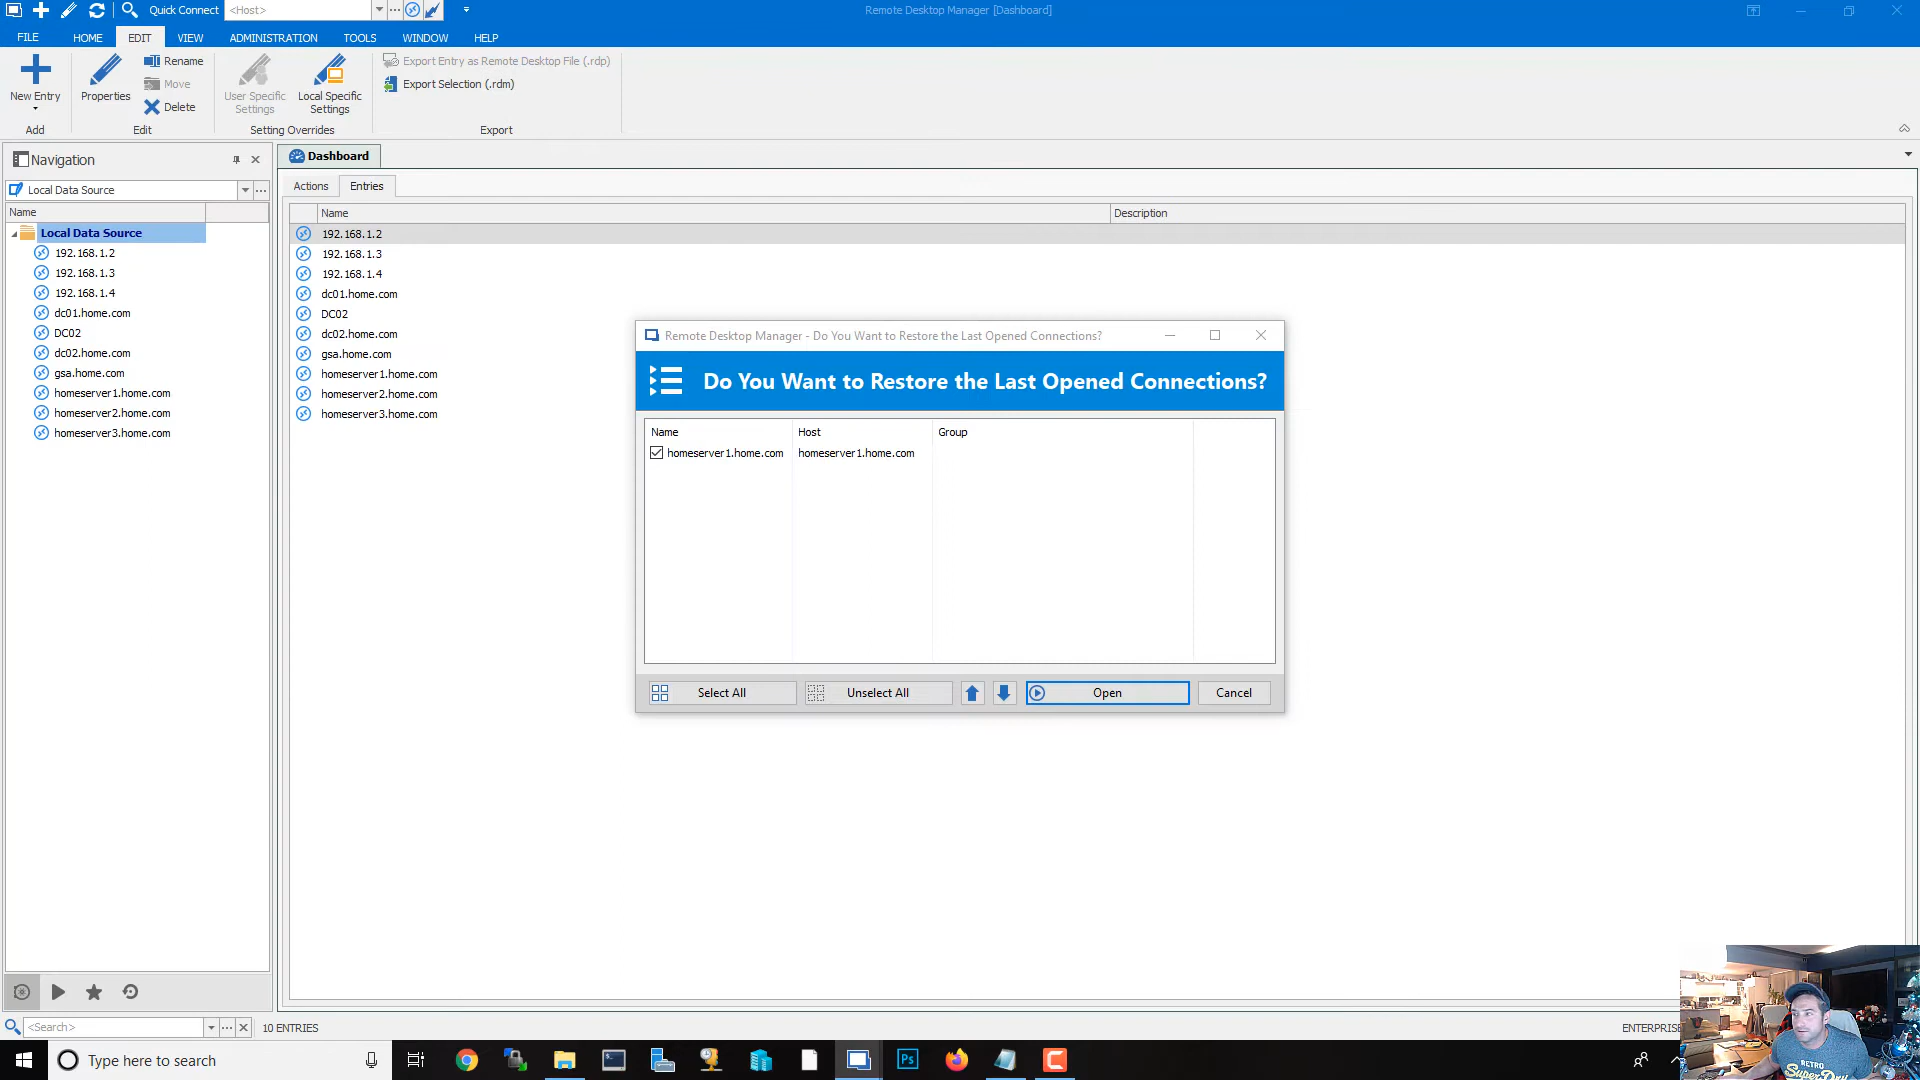 Quick Connect <Host> Remote Desktop Manager [Dashboard]
FILE HOME EDIT VIEW ADMINISTRATION TOOLS WINDOW HELP
New Entry
Add
Properties
Rename
Move
Delete
Edit
User Specific Settings
Local Specific Settings
Setting Overrides
Export Entry as Remote Desktop File (.rdp)
Export Selection (.rdm)
Export
Navigation
Local Data Source
Name
Local Data Source
192.168.1.2
192.168.1.3
192.168.1.4
dc01.home.com
DC02
dc02.home.com
gsa.home.com
homeserver1.home.com
homeserver2.home.com
homeserver3.home.com
<Search>
Dashboard
Actions Entries
Name Description
192.168.1.2
192.168.1.3
192.168.1.4
dc01.home.com
DC02
dc02.home.com
gsa.home.com
homeserver1.home.com
homeserver2.home.com
homeserver3.home.com
Remote Desktop Manager - Do You Want to Restore the Last Opened Connections?
Do You Want to Restore the Last Opened Connections?
Name Host Group
homeserver1.home.com homeserver1.home.com
Select All Unselect All Open Cancel
10 ENTRIES
ENTERPRISE
Type here to search
Ps
RETRO
SUPERDRY